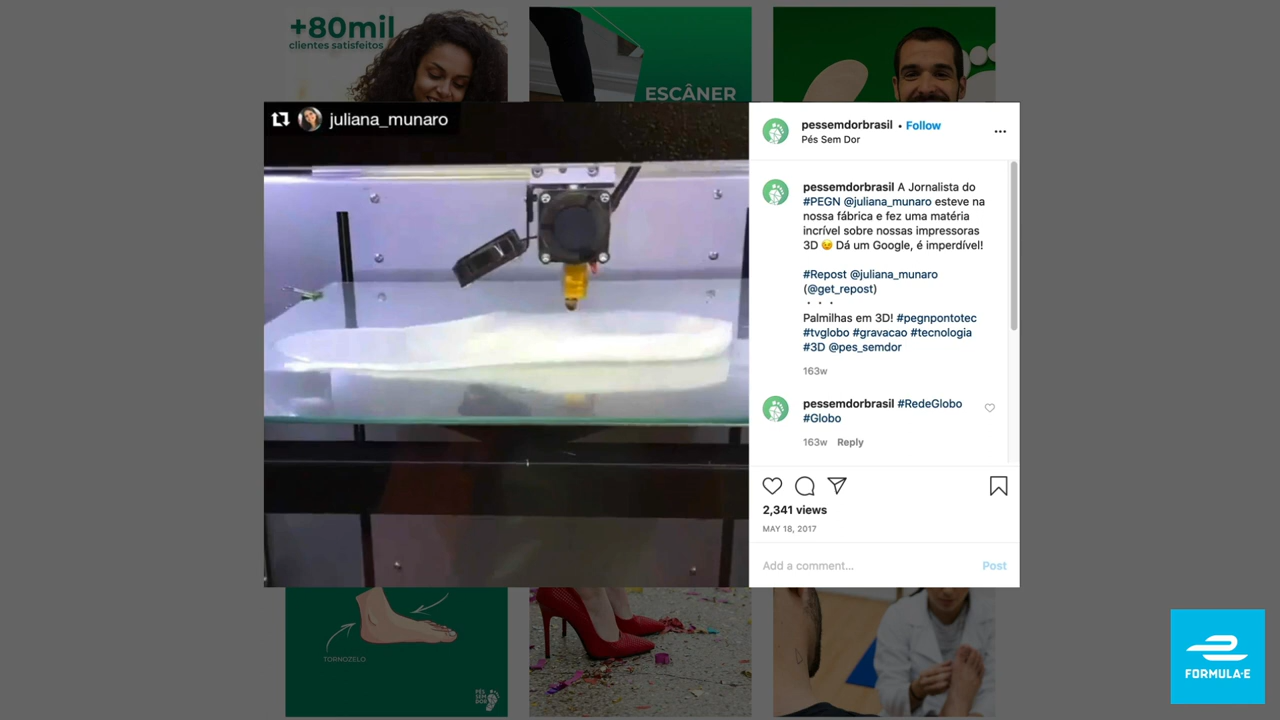 +80mil
clientes satisfeitos
ESCÂNER
juliana_munaro
pessemdorbrasil • Follow
Pés Sem Dor
pessemdorbrasil A Jornalista do
#PEGN @juliana_munaro esteve na
nossa fábrica e fez uma matéria
incrível sobre nossas impressoras
3D 😉 Dá um Google, é imperdível!
#Repost @juliana_munaro
(@get_repost)
・・・
Palmilhas em 3D! #pegnpontotec
#tvglobo #gravacao #tecnologia
#3D @pes_semdor
163w
pessemdorbrasil #RedeGlobo
#Globo
163w Reply
2,341 views
MAY 18, 2017
Add a comment... Post
TORNOZELO
PÉS
SEM
DOR
FORMULA-E